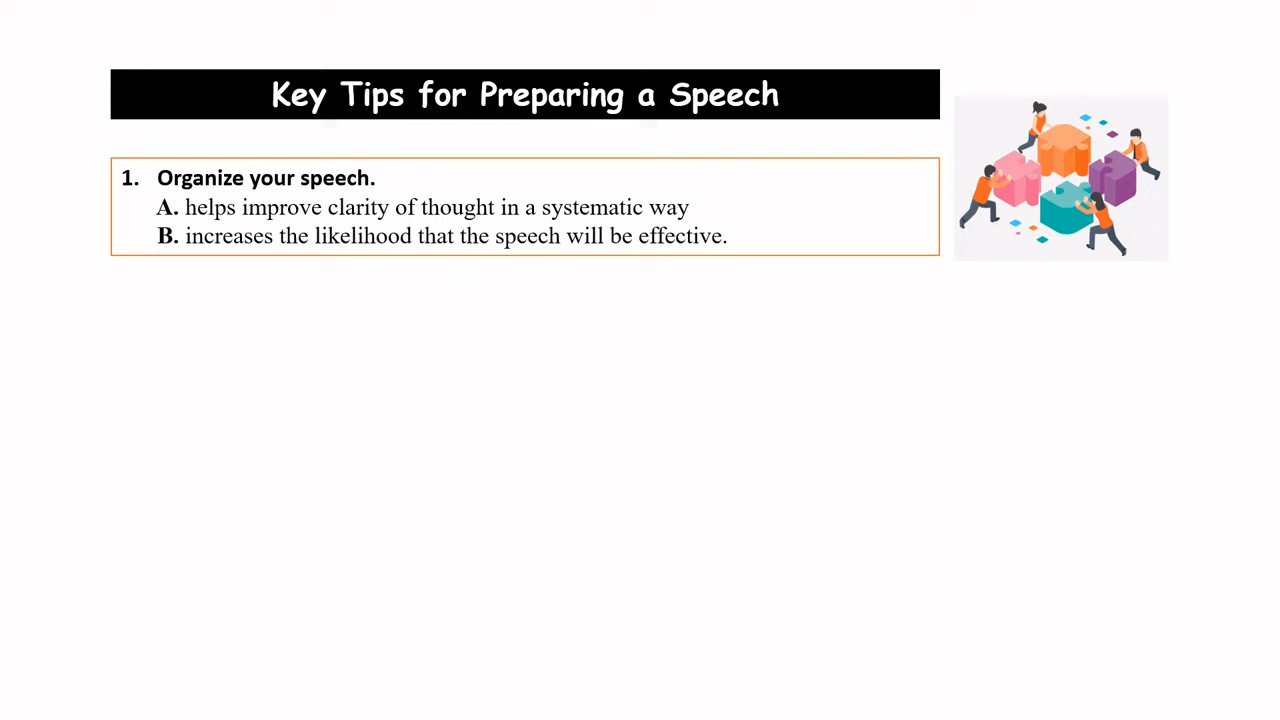 Key Tips for Preparing a Speech
1. Organize your speech.
A. helps improve clarity of thought in a systematic way
B. increases the likelihood that the speech will be effective.